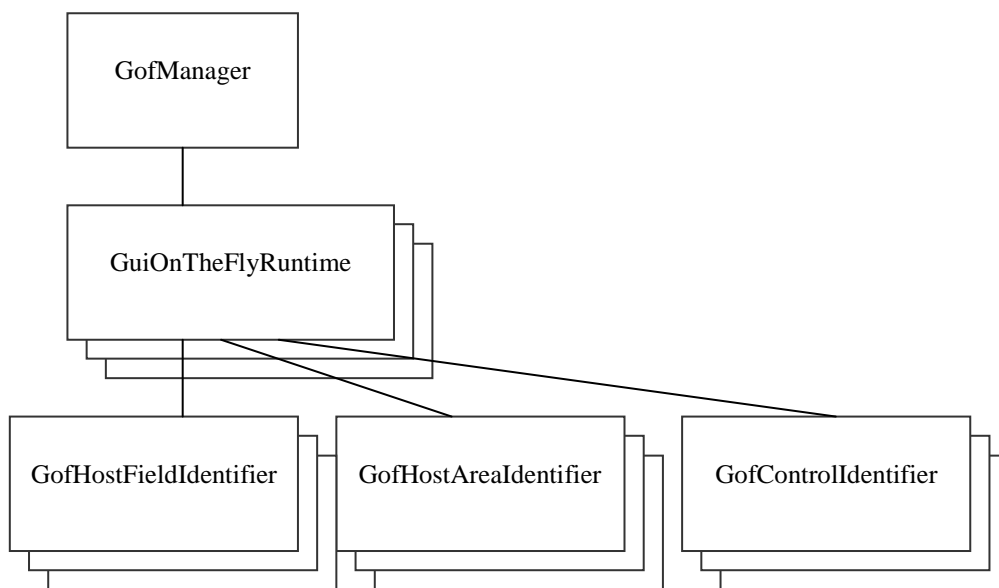 GofManager
GuiOnTheFlyRuntime
GofHostFieldIdentifier
GofHostAreaIdentifier
GofControlIdentifier